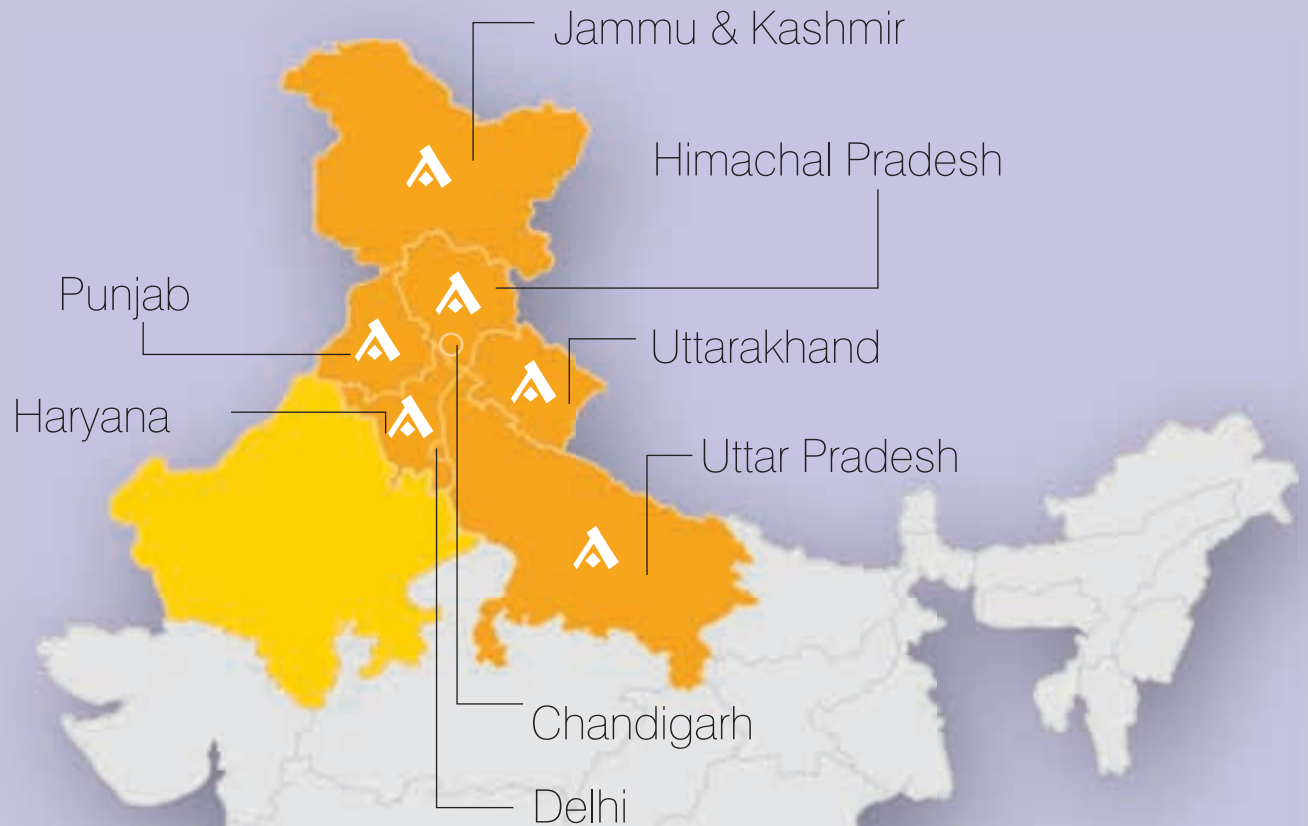 Jammu & Kashmir
Himachal Pradesh
Punjab
Uttarakhand
Haryana
Uttar Pradesh
Chandigarh
Delhi